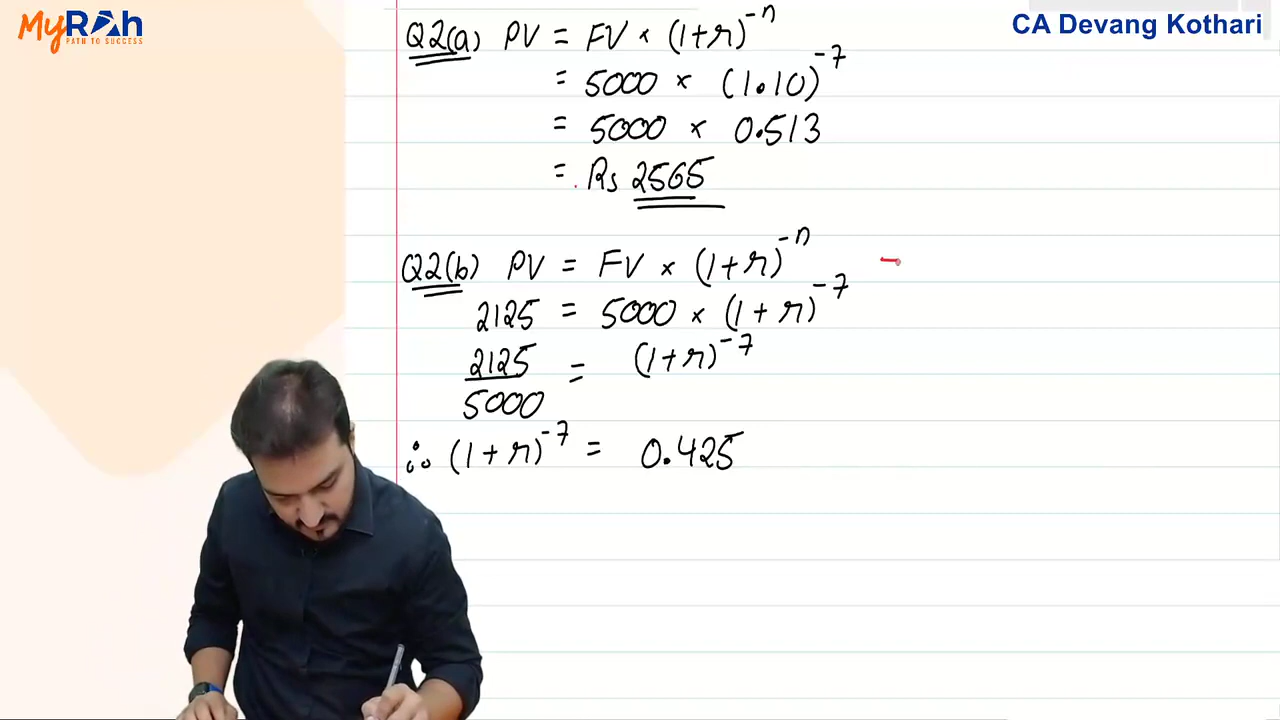 MyRAh
PATH TO SUCCESS
CA Devang Kothari
Q2(a) PV = FV × (1+r)^-n
= 5000 × (1.10)^-7
= 5000 × 0.513
= Rs 2565
Q2(b) PV = FV × (1+r)^-n
2125 = 5000 × (1+r)^-7
2125/5000 = (1+r)^-7
∴ (1+r)^-7 = 0.425